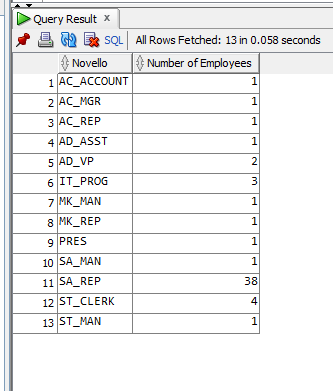 Query Result x
SQL | All Rows Fetched: 13 in 0.058 seconds
Novello Number of Employees
1 AC_ACCOUNT 1
2 AC_MGR 1
3 AC_REP 1
4 AD_ASST 1
5 AD_VP 2
6 IT_PROG 3
7 MK_MAN 1
8 MK_REP 1
9 PRES 1
10 SA_MAN 1
11 SA_REP 38
12 ST_CLERK 4
13 ST_MAN 1